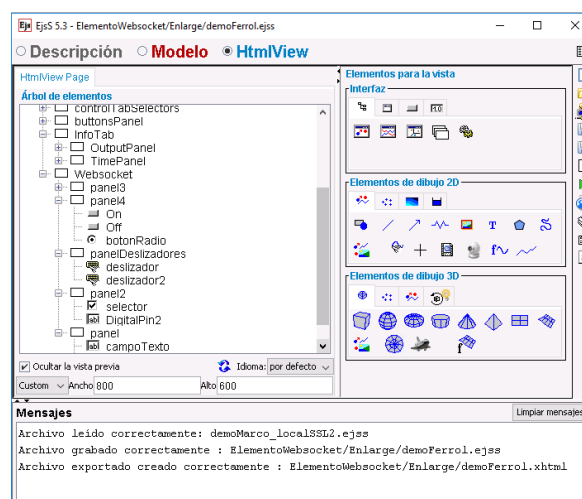 Ejs EjsS 5.3 - ElementoWebsocket/Enlarge/demoFerrol.ejss
Descripción Modelo HtmlView
HtmlView Page
Árbol de elementos
controlTabSelectors
buttonsPanel
InfoTab
OutputPanel
TimePanel
Websocket
panel3
panel4
On
Off
botonRadio
panelDeslizadores
deslizador
deslizador2
panel2
selector
DigitalPin2
panel
campoTexto
Ocultar la vista previa Idioma: por defecto
Custom Ancho 800 Alto 600
Elementos para la vista
Interfaz
Elementos de dibujo 2D
Elementos de dibujo 3D
Mensajes Limpiar mensajes
Archivo leído correctamente: demoMarco_localSSL2.ejss
Archivo grabado correctamente : ElementoWebsocket/Enlarge/demoFerrol.ejss
Archivo exportado creado correctamente : ElementoWebsocket/Enlarge/demoFerrol.xhtml